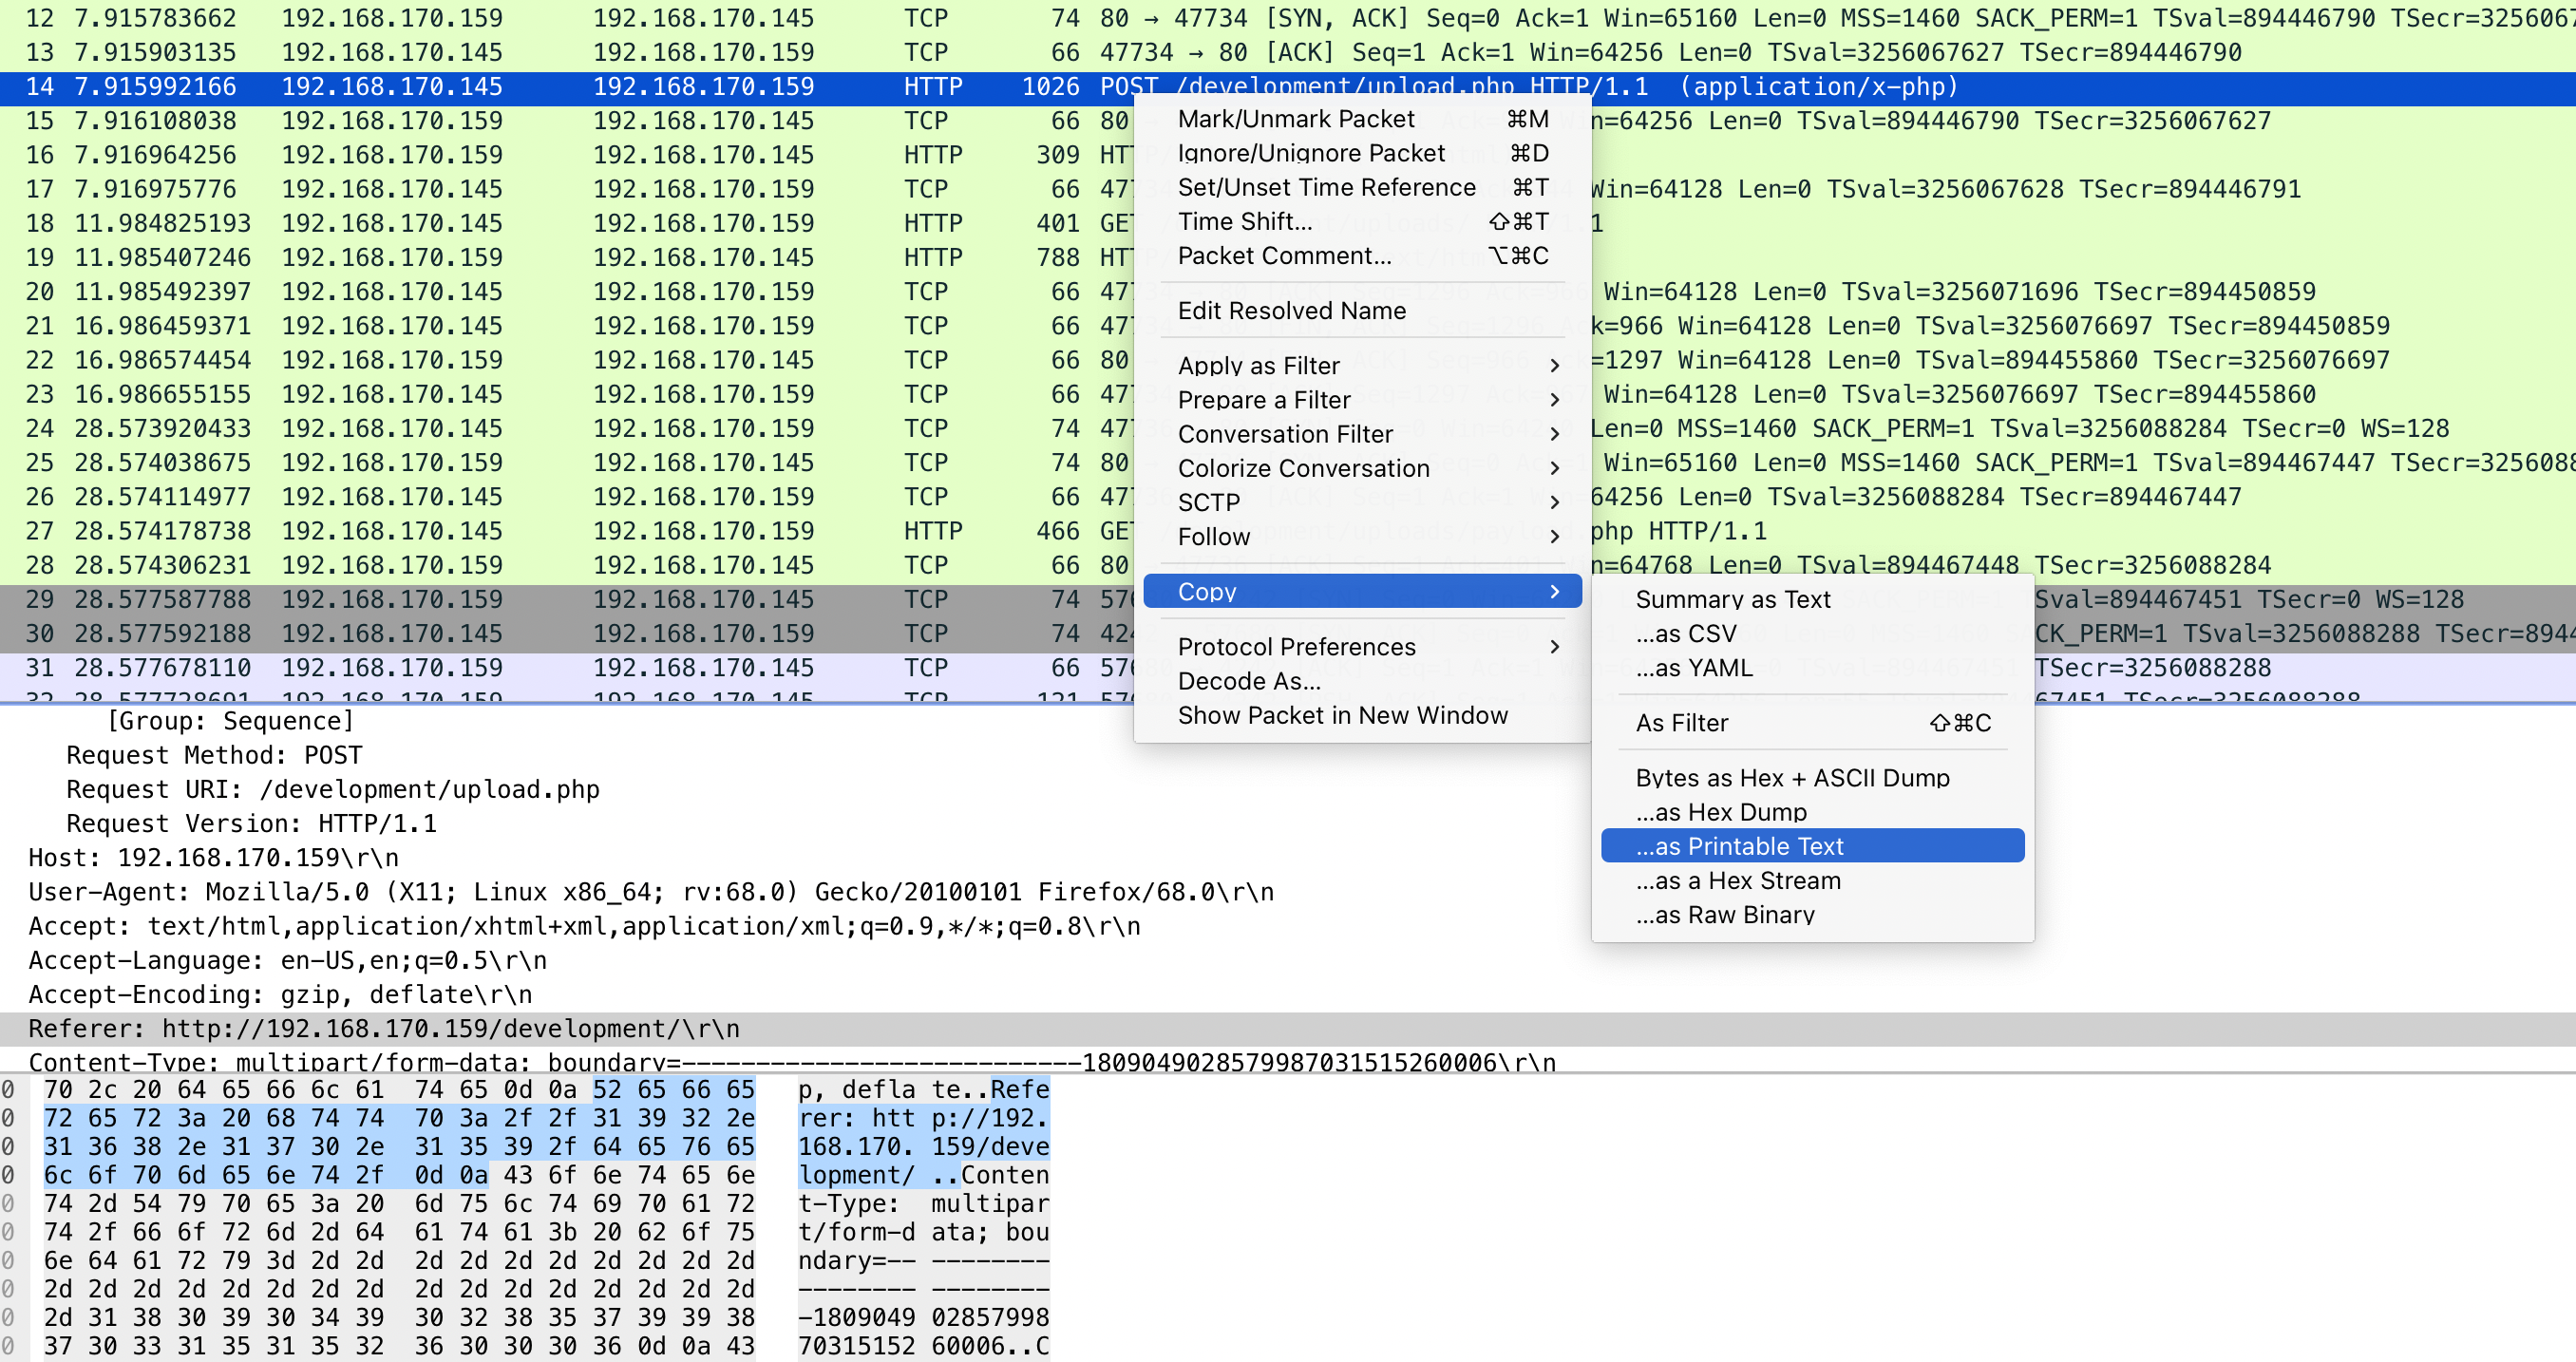 12 7.915783662 192.168.170.159 192.168.170.145 TCP 74 80 → 47734 [SYN, ACK] Seq=0 Ack=1 Win=65160 Len=0 MSS=1460 SACK_PERM=1 TSval=894446790 TSecr=3256067
13 7.915903135 192.168.170.145 192.168.170.159 TCP 66 47734 → 80 [ACK] Seq=1 Ack=1 Win=64256 Len=0 TSval=3256067627 TSecr=894446790
14 7.915992166 192.168.170.145 192.168.170.159 HTTP 1026 POST /development/upload.php HTTP/1.1 (application/x-php)
15 7.916108038 192.168.170.159 192.168.170.145 TCP 66 80 n=64256 Len=0 TSval=894446790 TSecr=3256067627
16 7.916964256 192.168.170.159 192.168.170.145 HTTP 309 HT
17 7.916975776 192.168.170.145 192.168.170.159 TCP 66 47 Win=64128 Len=0 TSval=3256067628 TSecr=894446791
18 11.984825193 192.168.170.145 192.168.170.159 HTTP 401 GET 1
19 11.985407246 192.168.170.159 192.168.170.145 HTTP 788 HT
20 11.985492397 192.168.170.145 192.168.170.159 TCP 66 47 Win=64128 Len=0 TSval=3256071696 TSecr=894450859
21 16.986459371 192.168.170.145 192.168.170.159 TCP 66 47 k=966 Win=64128 Len=0 TSval=3256076697 TSecr=894450859
22 16.986574454 192.168.170.159 192.168.170.145 TCP 66 80 =1297 Win=64128 Len=0 TSval=894455860 TSecr=3256076697
23 16.986655155 192.168.170.145 192.168.170.159 TCP 66 47 Win=64128 Len=0 TSval=3256076697 TSecr=894455860
24 28.573920433 192.168.170.145 192.168.170.159 TCP 74 47 Len=0 MSS=1460 SACK_PERM=1 TSval=3256088284 TSecr=0 WS=128
25 28.574038675 192.168.170.159 192.168.170.145 TCP 74 80 Win=65160 Len=0 MSS=1460 SACK_PERM=1 TSval=894467447 TSecr=3256088
26 28.574114977 192.168.170.145 192.168.170.159 TCP 66 47 64256 Len=0 TSval=3256088284 TSecr=894467447
27 28.574178738 192.168.170.145 192.168.170.159 HTTP 466 GET php HTTP/1.1
28 28.574306231 192.168.170.159 192.168.170.145 TCP 66 80 n=64768 Len=0 TSval=894467448 TSecr=3256088284
29 28.577587788 192.168.170.159 192.168.170.145 TCP 74 576 Sval=894467451 TSecr=0 WS=128
30 28.577592188 192.168.170.145 192.168.170.159 TCP 74 424 CK_PERM=1 TSval=3256088288 TSecr=8944
31 28.577678110 192.168.170.159 192.168.170.145 TCP 66 576 TSecr=3256088288
32 28.577728691 192.168.170.159 192.168.170.145 TCP 121 576 67451 TSecr=3256088288
Mark/Unmark Packet ⌘M
Ignore/Unignore Packet ⌘D
Set/Unset Time Reference ⌘T
Time Shift... ⇧⌘T
Packet Comment... ⌥⌘C
Edit Resolved Name
Apply as Filter >
Prepare a Filter >
Conversation Filter >
Colorize Conversation >
SCTP >
Follow >
Copy >
Protocol Preferences >
Decode As...
Show Packet in New Window
Summary as Text
...as CSV
...as YAML
As Filter ⇧⌘C
Bytes as Hex + ASCII Dump
...as Hex Dump
...as Printable Text
...as a Hex Stream
...as Raw Binary
[Group: Sequence]
Request Method: POST
Request URI: /development/upload.php
Request Version: HTTP/1.1
Host: 192.168.170.159\r\n
User-Agent: Mozilla/5.0 (X11; Linux x86_64; rv:68.0) Gecko/20100101 Firefox/68.0\r\n
Accept: text/html,application/xhtml+xml,application/xml;q=0.9,*/*;q=0.8\r\n
Accept-Language: en-US,en;q=0.5\r\n
Accept-Encoding: gzip, deflate\r\n
Referer: http://192.168.170.159/development/\r\n
Content-Type: multipart/form-data; boundary=---------------------------1809049028579987031515260006\r\n
0 70 2c 20 64 65 66 6c 61 74 65 0d 0a 52 65 66 65 p, defla te..Refe
0 72 65 72 3a 20 68 74 74 70 3a 2f 2f 31 39 32 2e rer: htt p://192.
0 31 36 38 2e 31 37 30 2e 31 35 39 2f 64 65 76 65 168.170. 159/deve
0 6c 6f 70 6d 65 6e 74 2f 0d 0a 43 6f 6e 74 65 6e lopment/ ..Conten
0 74 2d 54 79 70 65 3a 20 6d 75 6c 74 69 70 61 72 t-Type: multipar
0 74 2f 66 6f 72 6d 2d 64 61 74 61 3b 20 62 6f 75 t/form-d ata; bou
0 6e 64 61 72 79 3d 2d 2d 2d 2d 2d 2d 2d 2d 2d 2d ndary=-- --------
0 2d 2d 2d 2d 2d 2d 2d 2d 2d 2d 2d 2d 2d 2d 2d 2d -------- --------
0 2d 31 38 30 39 30 34 39 30 32 38 35 37 39 39 38 -1809049 02857998
0 37 30 33 31 35 31 35 32 36 30 30 30 36 0d 0a 43 70315152 60006..C